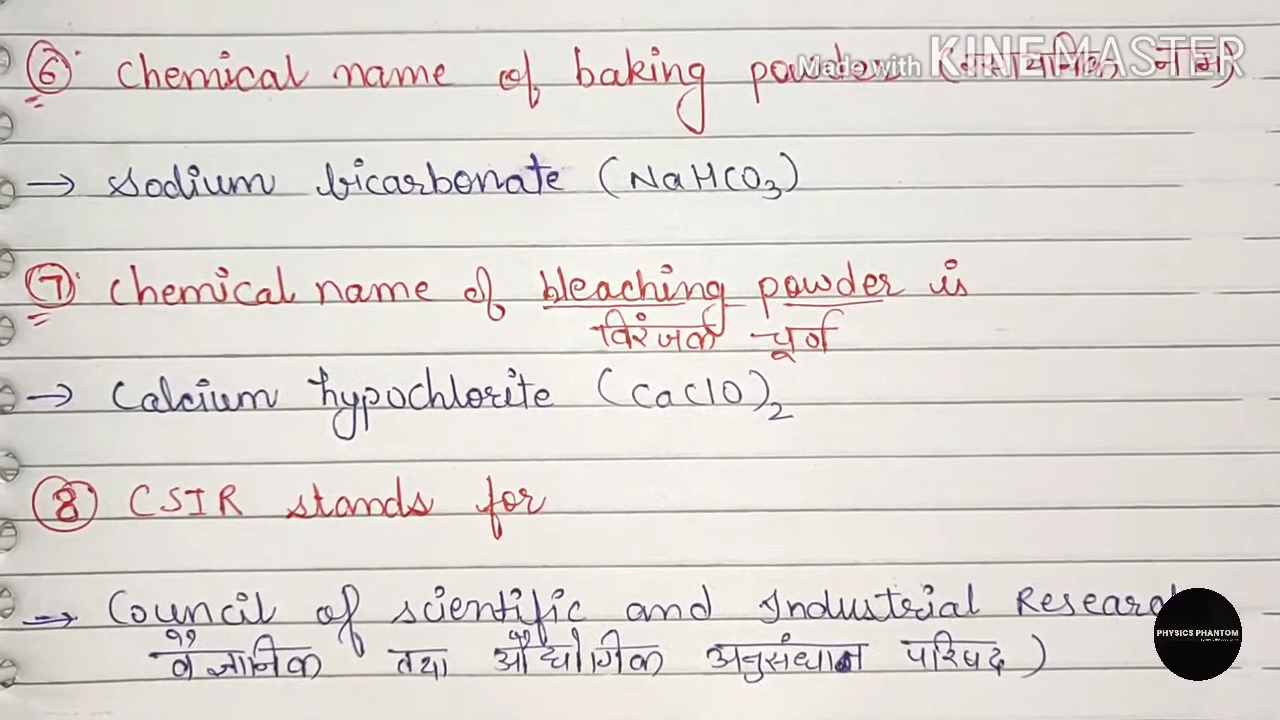 6 Chemical name of baking powder (रासायनिक नाम)
Made with KINEMASTER
→ Sodium bicarbonate (NaHCO3)
7 Chemical name of bleaching powder is
विरंजक चूर्ण
→ Calcium hypochlorite (CaClO)2
8 CSIR stands for
→ Council of scientific and Industrial Research
वैज्ञानिक तथा औद्योगिक अनुसंधान परिषद)
PHYSICS PHANTOM